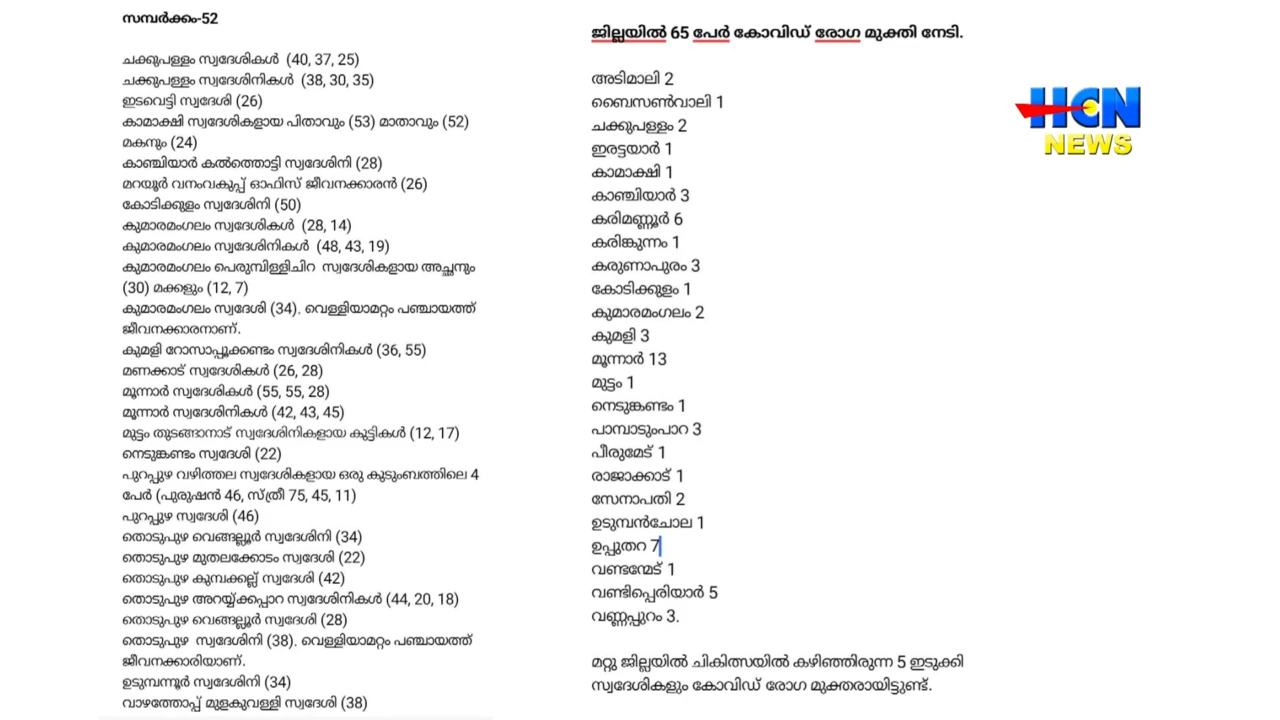 സമ്പർക്കം-52
ചക്കുപള്ളം സ്വദേശികൾ (40, 37, 25)
ചക്കുപള്ളം സ്വദേശിനികൾ (38, 30, 35)
ഇടവെട്ടി സ്വദേശി (26)
കാമാക്ഷി സ്വദേശികളായ പിതാവും (53) മാതാവും (52)
മകനും (24)
കാഞ്ചിയാർ കൽത്തൊട്ടി സ്വദേശിനി (28)
മറയൂർ വനംവകുപ്പ് ഓഫിസ് ജീവനക്കാരൻ (26)
കോടിക്കുളം സ്വദേശിനി (50)
കുമാരമംഗലം സ്വദേശികൾ (28, 14)
കുമാരമംഗലം സ്വദേശിനികൾ (48, 43, 19)
കുമാരമംഗലം പെരുമ്പിള്ളിചിറ സ്വദേശികളായ അച്ഛനും
(30) മക്കളും (12, 7)
കുമാരമംഗലം സ്വദേശി (34). വെള്ളിയാമറ്റം പഞ്ചായത്ത്
ജീവനക്കാരനാണ്.
കുമളി റോസാപ്പൂക്കണ്ടം സ്വദേശിനികൾ (36, 55)
മണക്കാട് സ്വദേശികൾ (26, 28)
മൂന്നാർ സ്വദേശികൾ (55, 55, 28)
മൂന്നാർ സ്വദേശിനികൾ (42, 43, 45)
മുട്ടം തുടങ്ങാനാട് സ്വദേശിനികളായ കുട്ടികൾ (12, 17)
നെടുങ്കണ്ടം സ്വദേശി (22)
പുറപ്പുഴ വഴിത്തല സ്വദേശികളായ ഒരു കുടുംബത്തിലെ 4
പേർ (പുരുഷൻ 46, സ്ത്രീ 75, 45, 11)
പുറപ്പുഴ സ്വദേശി (46)
തൊടുപുഴ വെങ്ങല്ലൂർ സ്വദേശിനി (34)
തൊടുപുഴ മുതലക്കോടം സ്വദേശി (22)
തൊടുപുഴ കുമ്പക്കല്ല് സ്വദേശി (42)
തൊടുപുഴ അറയ്ക്കപ്പാറ സ്വദേശിനികൾ (44, 20, 18)
തൊടുപുഴ വെങ്ങല്ലൂർ സ്വദേശി (28)
തൊടുപുഴ സ്വദേശിനി (38). വെള്ളിയാമറ്റം പഞ്ചായത്ത്
ജീവനക്കാരിയാണ്.
ഉടുമ്പന്നൂർ സ്വദേശിനി (34)
വാഴത്തോപ്പ് മുളകുവള്ളി സ്വദേശി (38)
ജില്ലയിൽ 65 പേർ കോവിഡ് രോഗ മുക്തി നേടി.
അടിമാലി 2
ബൈസൺവാലി 1
ചക്കുപള്ളം 2
ഇരട്ടയാർ 1
കാമാക്ഷി 1
കാഞ്ചിയാർ 3
കരിമണ്ണൂർ 6
കരിങ്കുന്നം 1
കരുണാപുരം 3
കോടിക്കുളം 1
കുമാരമംഗലം 2
കുമളി 3
മൂന്നാർ 13
മുട്ടം 1
നെടുങ്കണ്ടം 1
പാമ്പാടുംപാറ 3
പീരുമേട് 1
രാജാക്കാട് 1
സേനാപതി 2
ഉടുമ്പൻചോല 1
ഉപ്പുതറ 7
വണ്ടന്മേട് 1
വണ്ടിപ്പെരിയാർ 5
വണ്ണപ്പുറം 3.
മറ്റു ജില്ലയിൽ ചികിത്സയിൽ കഴിഞ്ഞിരുന്ന 5 ഇടുക്കി
സ്വദേശികളും കോവിഡ് രോഗ മുക്തരായിട്ടുണ്ട്.
HCN
NEWS